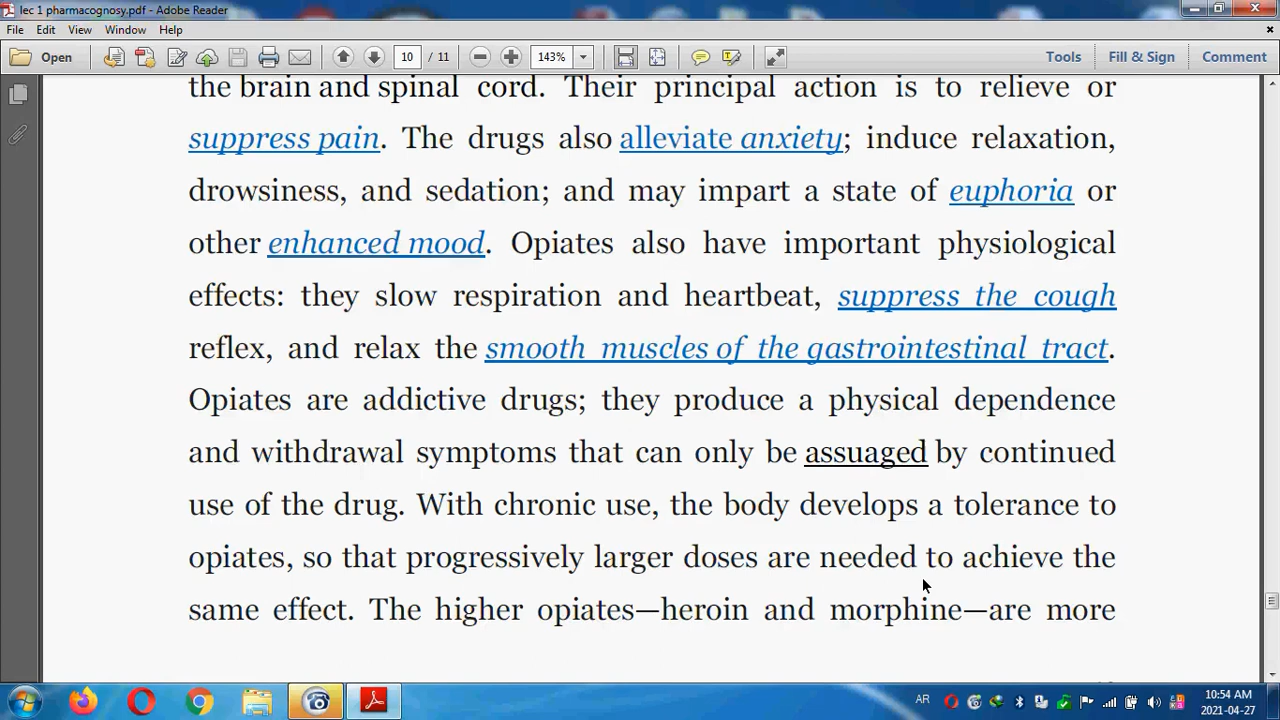 lec 1 pharmacognosy.pdf - Adobe Reader
File Edit View Window Help
Open 10 / 11 143% Tools Fill & Sign Comment
the brain and spinal cord. Their principal action is to relieve or
suppress pain. The drugs also alleviate anxiety; induce relaxation,
drowsiness, and sedation; and may impart a state of euphoria or
other enhanced mood. Opiates also have important physiological
effects: they slow respiration and heartbeat, suppress the cough
reflex, and relax the smooth muscles of the gastrointestinal tract.
Opiates are addictive drugs; they produce a physical dependence
and withdrawal symptoms that can only be assuaged by continued
use of the drug. With chronic use, the body develops a tolerance to
opiates, so that progressively larger doses are needed to achieve the
same effect. The higher opiates—heroin and morphine—are more
AR 10:54 AM
2021-04-27